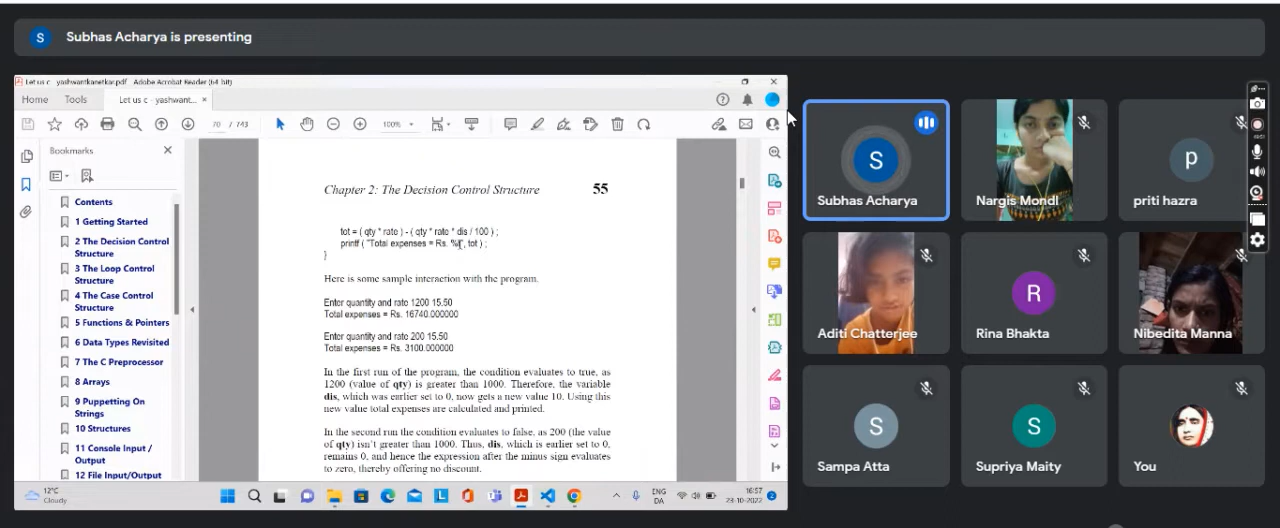 Subhas Acharya is presenting
S
Let us c - yashwantkanetkar.pdf - Adobe Acrobat Reader (64-bit)
Home Tools Let us c - yashwant... ×
70 / 743 100%
Bookmarks
Contents
1 Getting Started
2 The Decision Control
Structure
3 The Loop Control
Structure
4 The Case Control
Structure
5 Functions & Pointers
6 Data Types Revisited
7 The C Preprocessor
8 Arrays
9 Puppetting On
Strings
10 Structures
11 Console Input /
Output
12 File Input/Output
Chapter 2: The Decision Control Structure 55
tot = ( qty * rate ) - ( qty * rate * dis / 100 ) ;
printf ( "Total expenses = Rs. %f", tot ) ;
}
Here is some sample interaction with the program.
Enter quantity and rate 1200 15.50
Total expenses = Rs. 16740.000000
Enter quantity and rate 200 15.50
Total expenses = Rs. 3100.000000
In the first run of the program, the condition evaluates to true, as
1200 (value of qty) is greater than 1000. Therefore, the variable
dis, which was earlier set to 0, now gets a new value 10. Using this
new value total expenses are calculated and printed.
In the second run the condition evaluates to false, as 200 (the value
of qty) isn't greater than 1000. Thus, dis, which is earlier set to 0,
remains 0, and hence the expression after the minus sign evaluates
to zero, thereby offering no discount.
12°C
Cloudy
ENG
DA
16:57
23-10-2022
S
Subhas Acharya
Nargis Mondl
p
priti hazra
Aditi Chatterjee
R
Rina Bhakta
Nibedita Manna
S
Sampa Atta
S
Supriya Maity
You